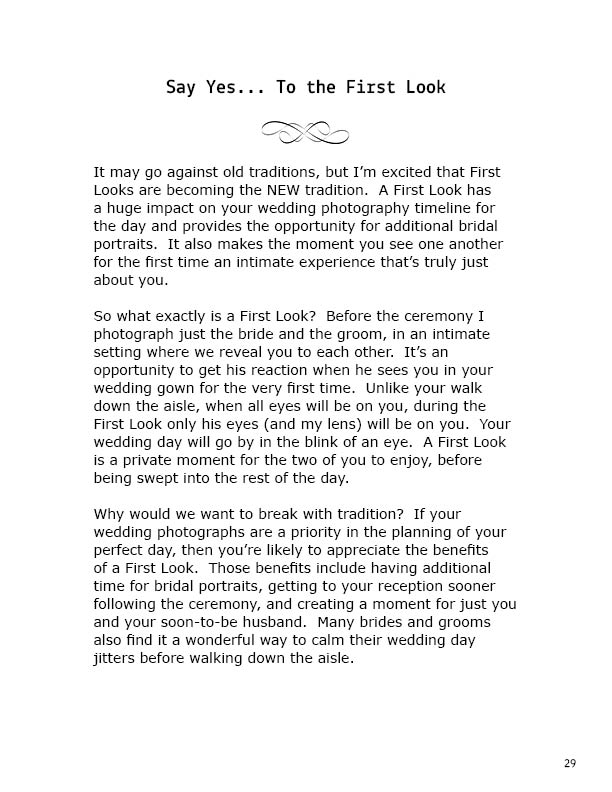 Say Yes... To the First Look
It may go against old traditions, but I’m excited that First
Looks are becoming the NEW tradition.  A First Look has
a huge impact on your wedding photography timeline for
the day and provides the opportunity for additional bridal
portraits.  It also makes the moment you see one another
for the first time an intimate experience that’s truly just
about you.
So what exactly is a First Look?  Before the ceremony I
photograph just the bride and the groom, in an intimate
setting where we reveal you to each other.  It’s an
opportunity to get his reaction when he sees you in your
wedding gown for the very first time.  Unlike your walk
down the aisle, when all eyes will be on you, during the
First Look only his eyes (and my lens) will be on you.  Your
wedding day will go by in the blink of an eye.  A First Look
is a private moment for the two of you to enjoy, before
being swept into the rest of the day.
Why would we want to break with tradition?  If your
wedding photographs are a priority in the planning of your
perfect day, then you’re likely to appreciate the benefits
of a First Look.  Those benefits include having additional
time for bridal portraits, getting to your reception sooner
following the ceremony, and creating a moment for just you
and your soon-to-be husband.  Many brides and grooms
also find it a wonderful way to calm their wedding day
jitters before walking down the aisle.
29